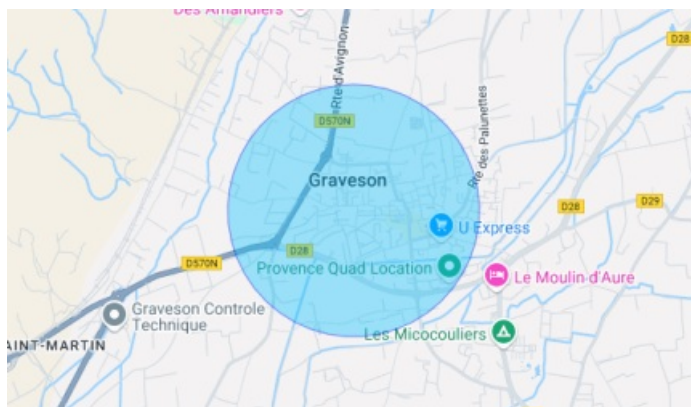 Des Amandiers
D28
Rte d'Avignon
D570N
Rte des Palunettes
Graveson
D28
D29
U Express
D28
D570N
Provence Quad Location
Le Moulin d'Aure
Graveson Controle
Technique
Les Micocouliers
AINT-MARTIN